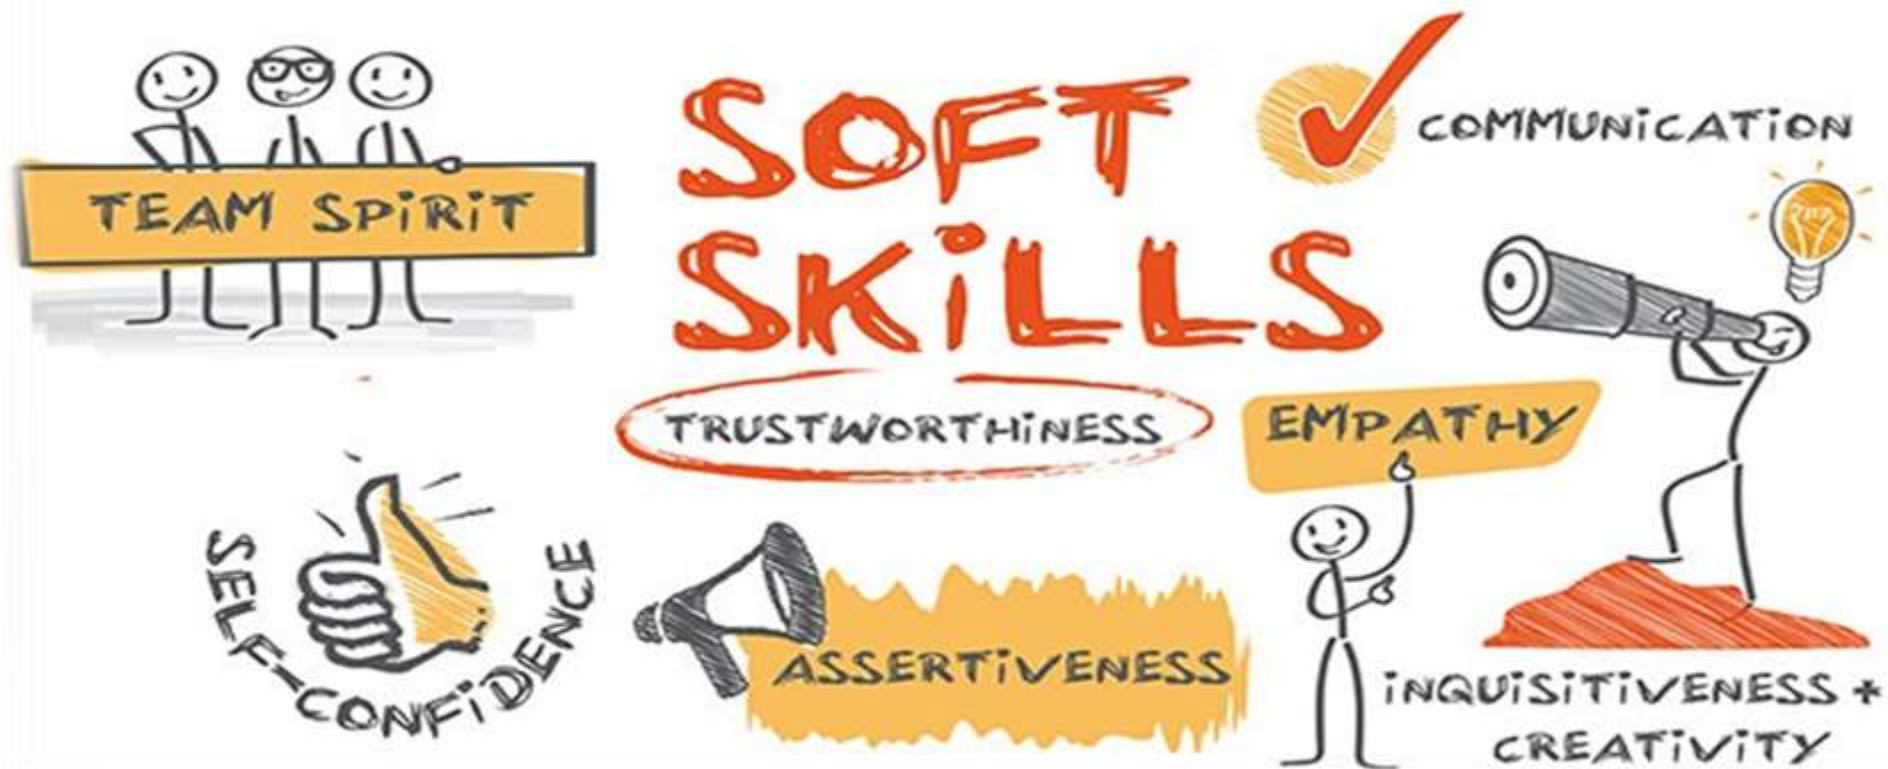 SOFT
SKiLLS
TEAM SPiRiT
COMMUNiCATiON
TRUSTWORTHiNESS
EMPATHY
SELF-CONFiDENCE
ASSERTiVENESS
iNQUiSiTiVENESS +
CREATiViTY